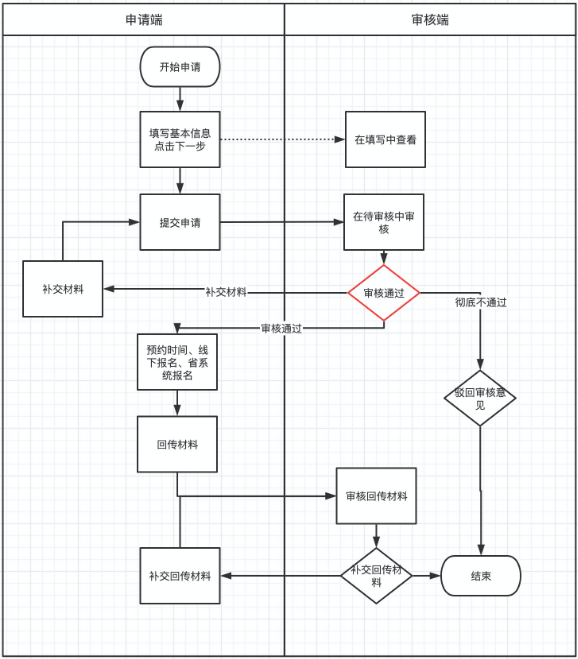 申请端
审核端
开始申请
填写基本信息
点击下一步
在填写中查看
提交申请
在待审核中审
核
补交材料
补交材料
审核通过
彻底不通过
审核通过
预约时间、线
下报名、省系
统报名
驳回审核意
见
回传材料
审核回传材料
补交回传材料
补交回传材
料
结束